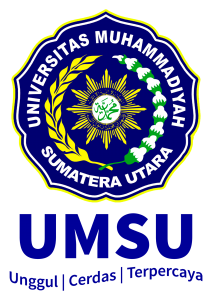 UNIVERSITAS MUHAMMADIYAH
SUMATERA UTARA
UMSU
Unggul | Cerdas | Terpercaya